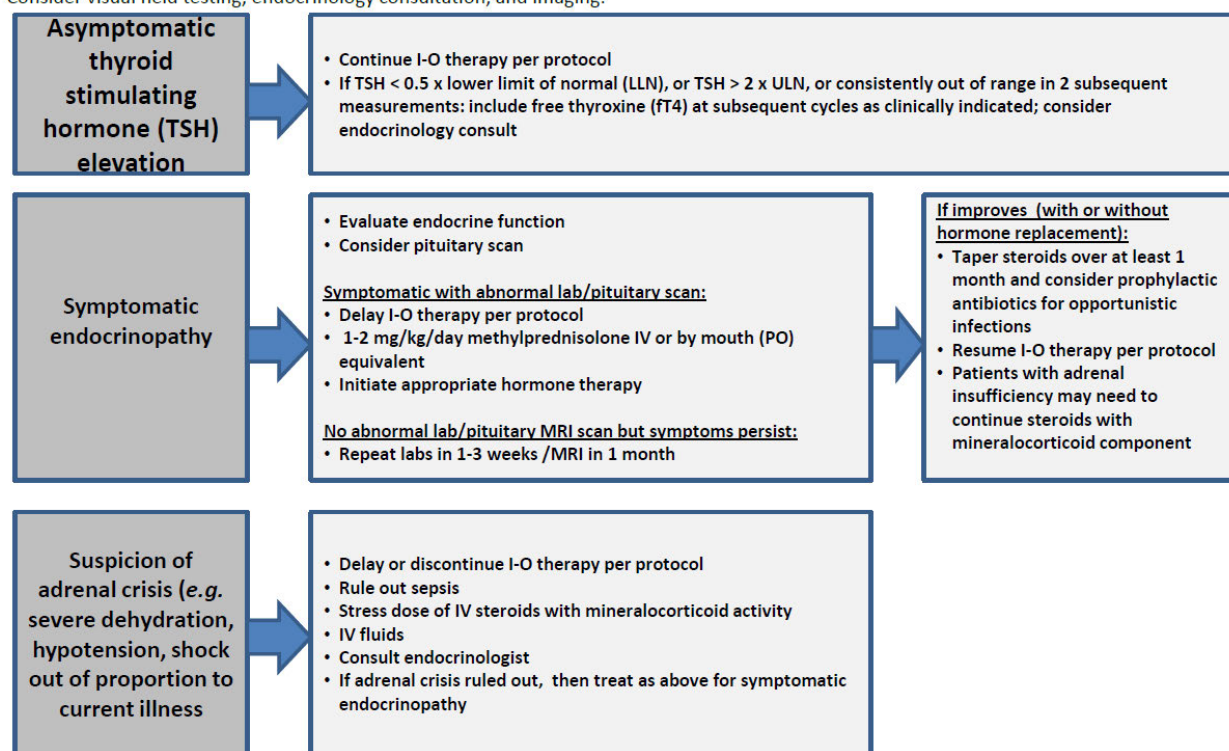 Consider visual field testing, endocrinology consultation, and imaging.
Asymptomatic
thyroid
stimulating
hormone (TSH)
elevation
• Continue I-O therapy per protocol
• If TSH < 0.5 x lower limit of normal (LLN), or TSH > 2 x ULN, or consistently out of range in 2 subsequent
measurements: include free thyroxine (fT4) at subsequent cycles as clinically indicated; consider
endocrinology consult
Symptomatic
endocrinopathy
• Evaluate endocrine function
• Consider pituitary scan
Symptomatic with abnormal lab/pituitary scan:
• Delay I-O therapy per protocol
• 1-2 mg/kg/day methylprednisolone IV or by mouth (PO)
equivalent
• Initiate appropriate hormone therapy
No abnormal lab/pituitary MRI scan but symptoms persist:
• Repeat labs in 1-3 weeks /MRI in 1 month
If improves (with or without
hormone replacement):
• Taper steroids over at least 1
month and consider prophylactic
antibiotics for opportunistic
infections
• Resume I-O therapy per protocol
• Patients with adrenal
insufficiency may need to
continue steroids with
mineralocorticoid component
Suspicion of
adrenal crisis (e.g.
severe dehydration,
hypotension, shock
out of proportion to
current illness
• Delay or discontinue I-O therapy per protocol
• Rule out sepsis
• Stress dose of IV steroids with mineralocorticoid activity
• IV fluids
• Consult endocrinologist
• If adrenal crisis ruled out, then treat as above for symptomatic
endocrinopathy